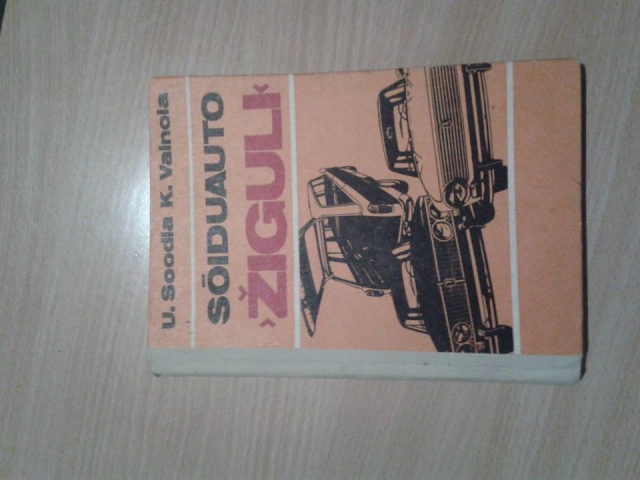 U. Soodla K. Vainola
SÕIDUAUTO
›ŽIGULI‹